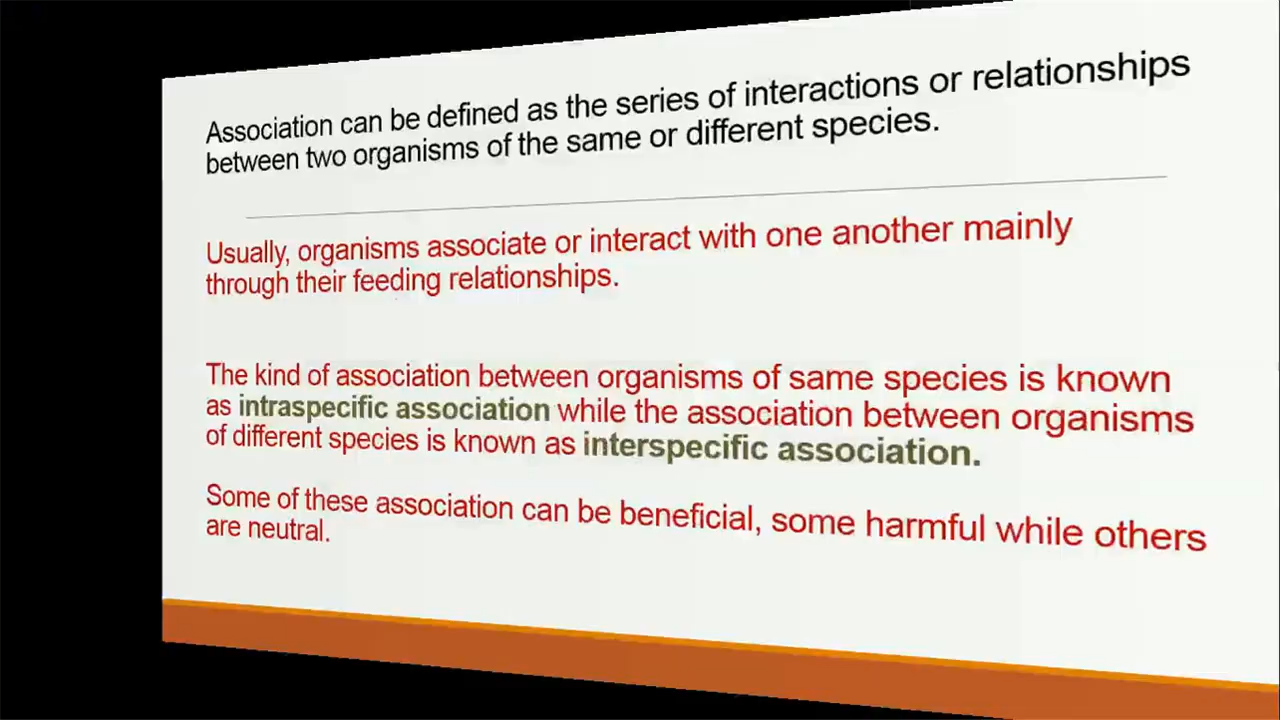 Association can be defined as the series of interactions or relationships
between two organisms of the same or different species.
Usually, organisms associate or interact with one another mainly
through their feeding relationships.
The kind of association between organisms of same species is known
as intraspecific association while the association between organisms
of different species is known as interspecific association.
Some of these association can be beneficial, some harmful while others
are neutral.